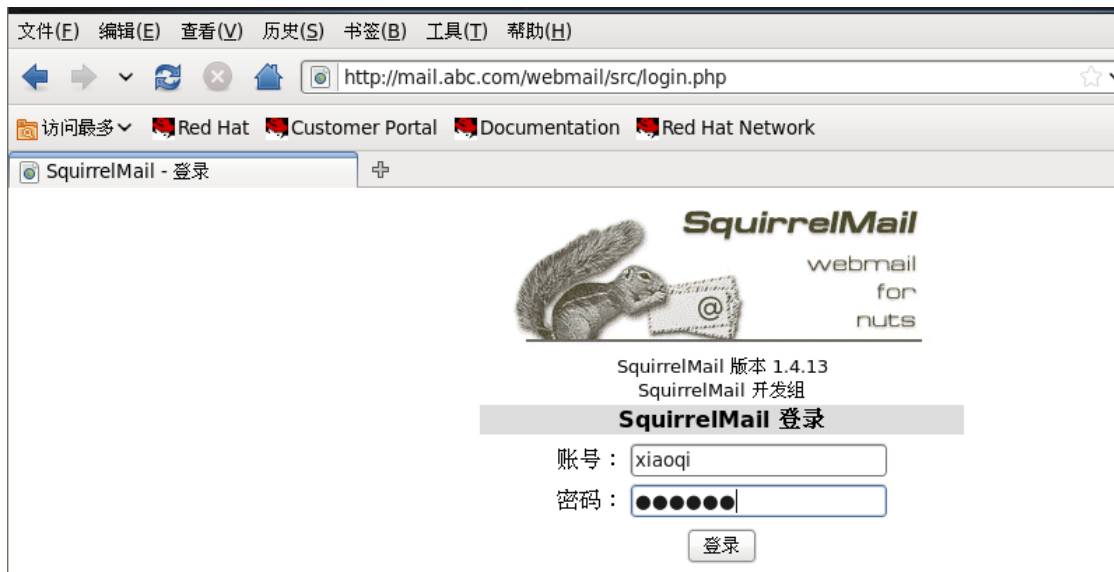 文件(F) 编辑(E) 查看(V) 历史(S) 书签(B) 工具(T) 帮助(H)
http://mail.abc.com/webmail/src/login.php
访问最多 Red Hat Customer Portal Documentation Red Hat Network
SquirrelMail - 登录
SquirrelMail
webmail
for
nuts
@
SquirrelMail 版本 1.4.13
SquirrelMail 开发组
SquirrelMail 登录
账号： xiaoqi
密码： ●●●●●●
登录